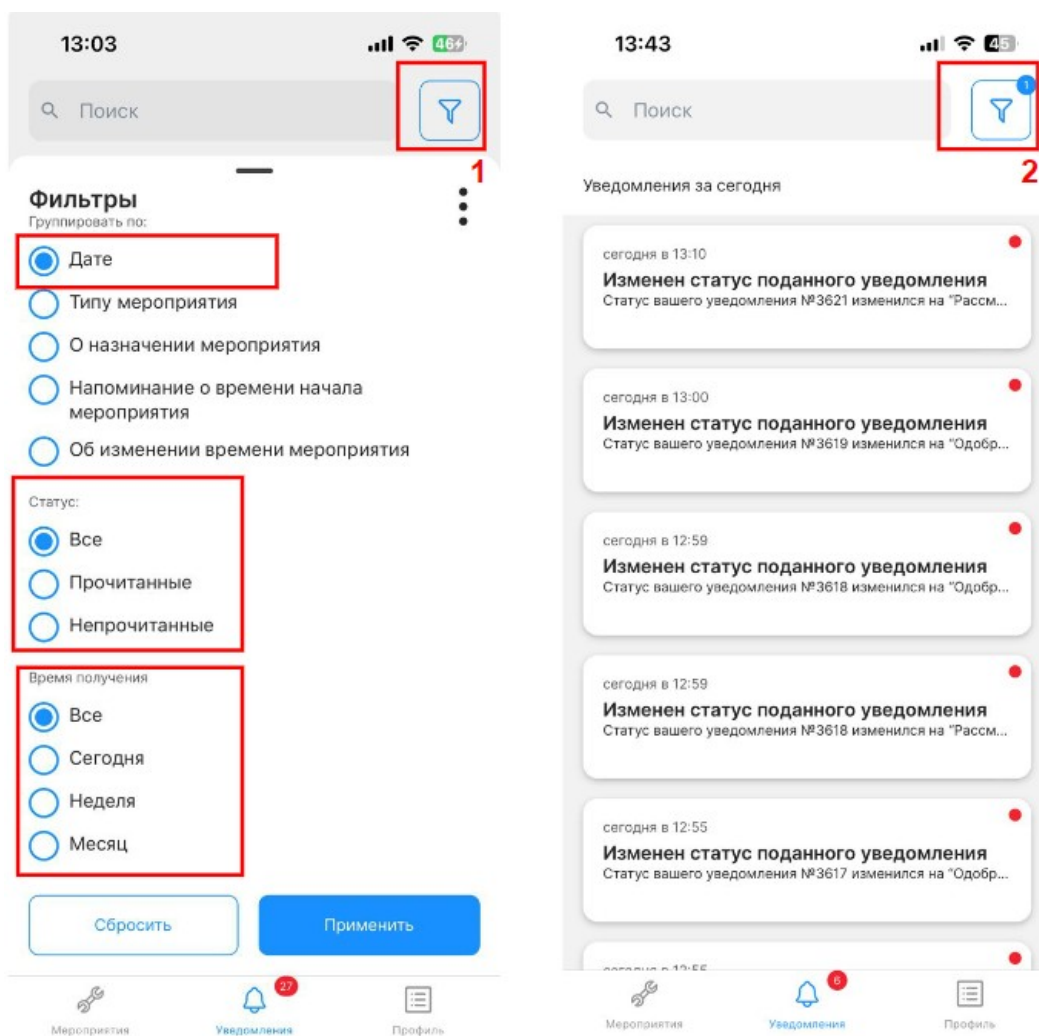 13:03
46
Поиск
1
Фильтры
Группировать по:
Дате
Типу мероприятия
О назначении мероприятия
Напоминание о времени начала
мероприятия
Об изменении времени мероприятия
Статус:
Все
Прочитанные
Непрочитанные
Время получения
Все
Сегодня
Неделя
Месяц
Сбросить
Применить
27
Мероприятия
Уведомления
Профиль
13:43
45
Поиск
1
2
Уведомления за сегодня
сегодня в 13:10
Изменен статус поданного уведомления
Статус вашего уведомления №3621 изменился на "Рассм...
сегодня в 13:00
Изменен статус поданного уведомления
Статус вашего уведомления №3619 изменился на "Одобр...
сегодня в 12:59
Изменен статус поданного уведомления
Статус вашего уведомления №3618 изменился на "Одобр...
сегодня в 12:59
Изменен статус поданного уведомления
Статус вашего уведомления №3618 изменился на "Рассм...
сегодня в 12:55
Изменен статус поданного уведомления
Статус вашего уведомления №3617 изменился на "Одобр...
сегодня в 12:55
6
Мероприятия
Уведомления
Профиль